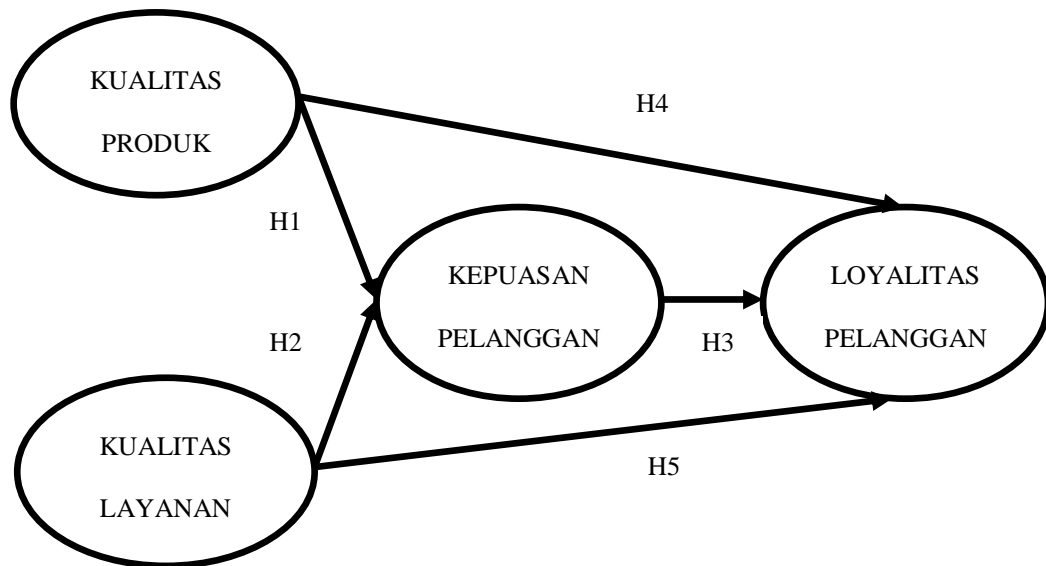 KUALITAS
PRODUK
H4
H1
KEPUASAN
PELANGGAN
LOYALITAS
PELANGGAN
H2
H3
KUALITAS
LAYANAN
H5